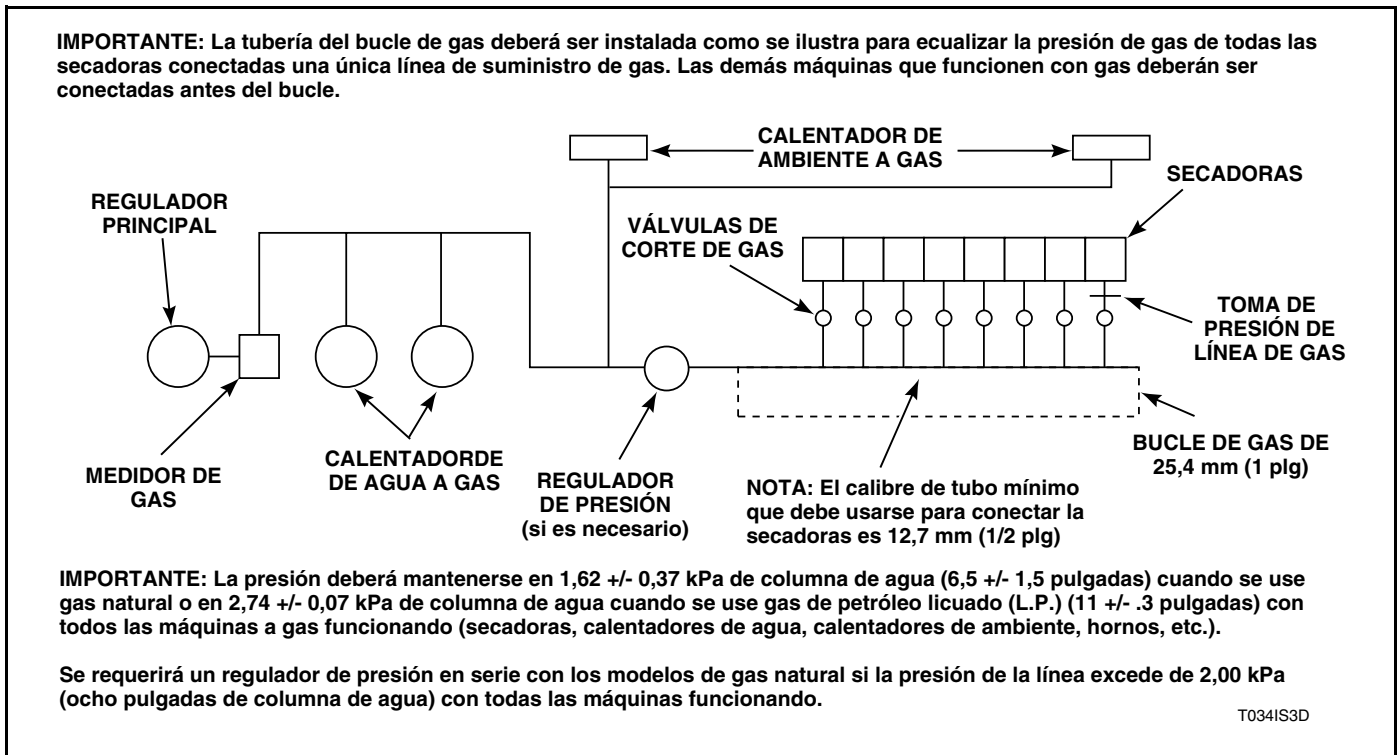 IMPORTANTE: La tubería del bucle de gas deberá ser instalada como se ilustra para ecualizar la presión de gas de todas las
secadoras conectadas una única línea de suministro de gas. Las demás máquinas que funcionen con gas deberán ser
conectadas antes del bucle.
CALENTADOR DE
AMBIENTE A GAS
SECADORAS
REGULADOR
PRINCIPAL
VÁLVULAS DE
CORTE DE GAS
TOMA DE
PRESIÓN DE
LÍNEA DE GAS
MEDIDOR DE
GAS
CALENTADORDE
DE AGUA A GAS
REGULADOR
DE PRESIÓN
(si es necesario)
NOTA: El calibre de tubo mínimo
que debe usarse para conectar la
secadoras es 12,7 mm (1/2 plg)
BUCLE DE GAS DE
25,4 mm (1 plg)
IMPORTANTE: La presión deberá mantenerse en 1,62 +/- 0,37 kPa de columna de agua (6,5 +/- 1,5 pulgadas) cuando se use
gas natural o en 2,74 +/- 0,07 kPa de columna de agua cuando se use gas de petróleo licuado (L.P.) (11 +/- .3 pulgadas) con
todos las máquinas a gas funcionando (secadoras, calentadores de agua, calentadores de ambiente, hornos, etc.).
Se requerirá un regulador de presión en serie con los modelos de gas natural si la presión de la línea excede de 2,00 kPa
(ocho pulgadas de columna de agua) con todas las máquinas funcionando.
T034IS3D